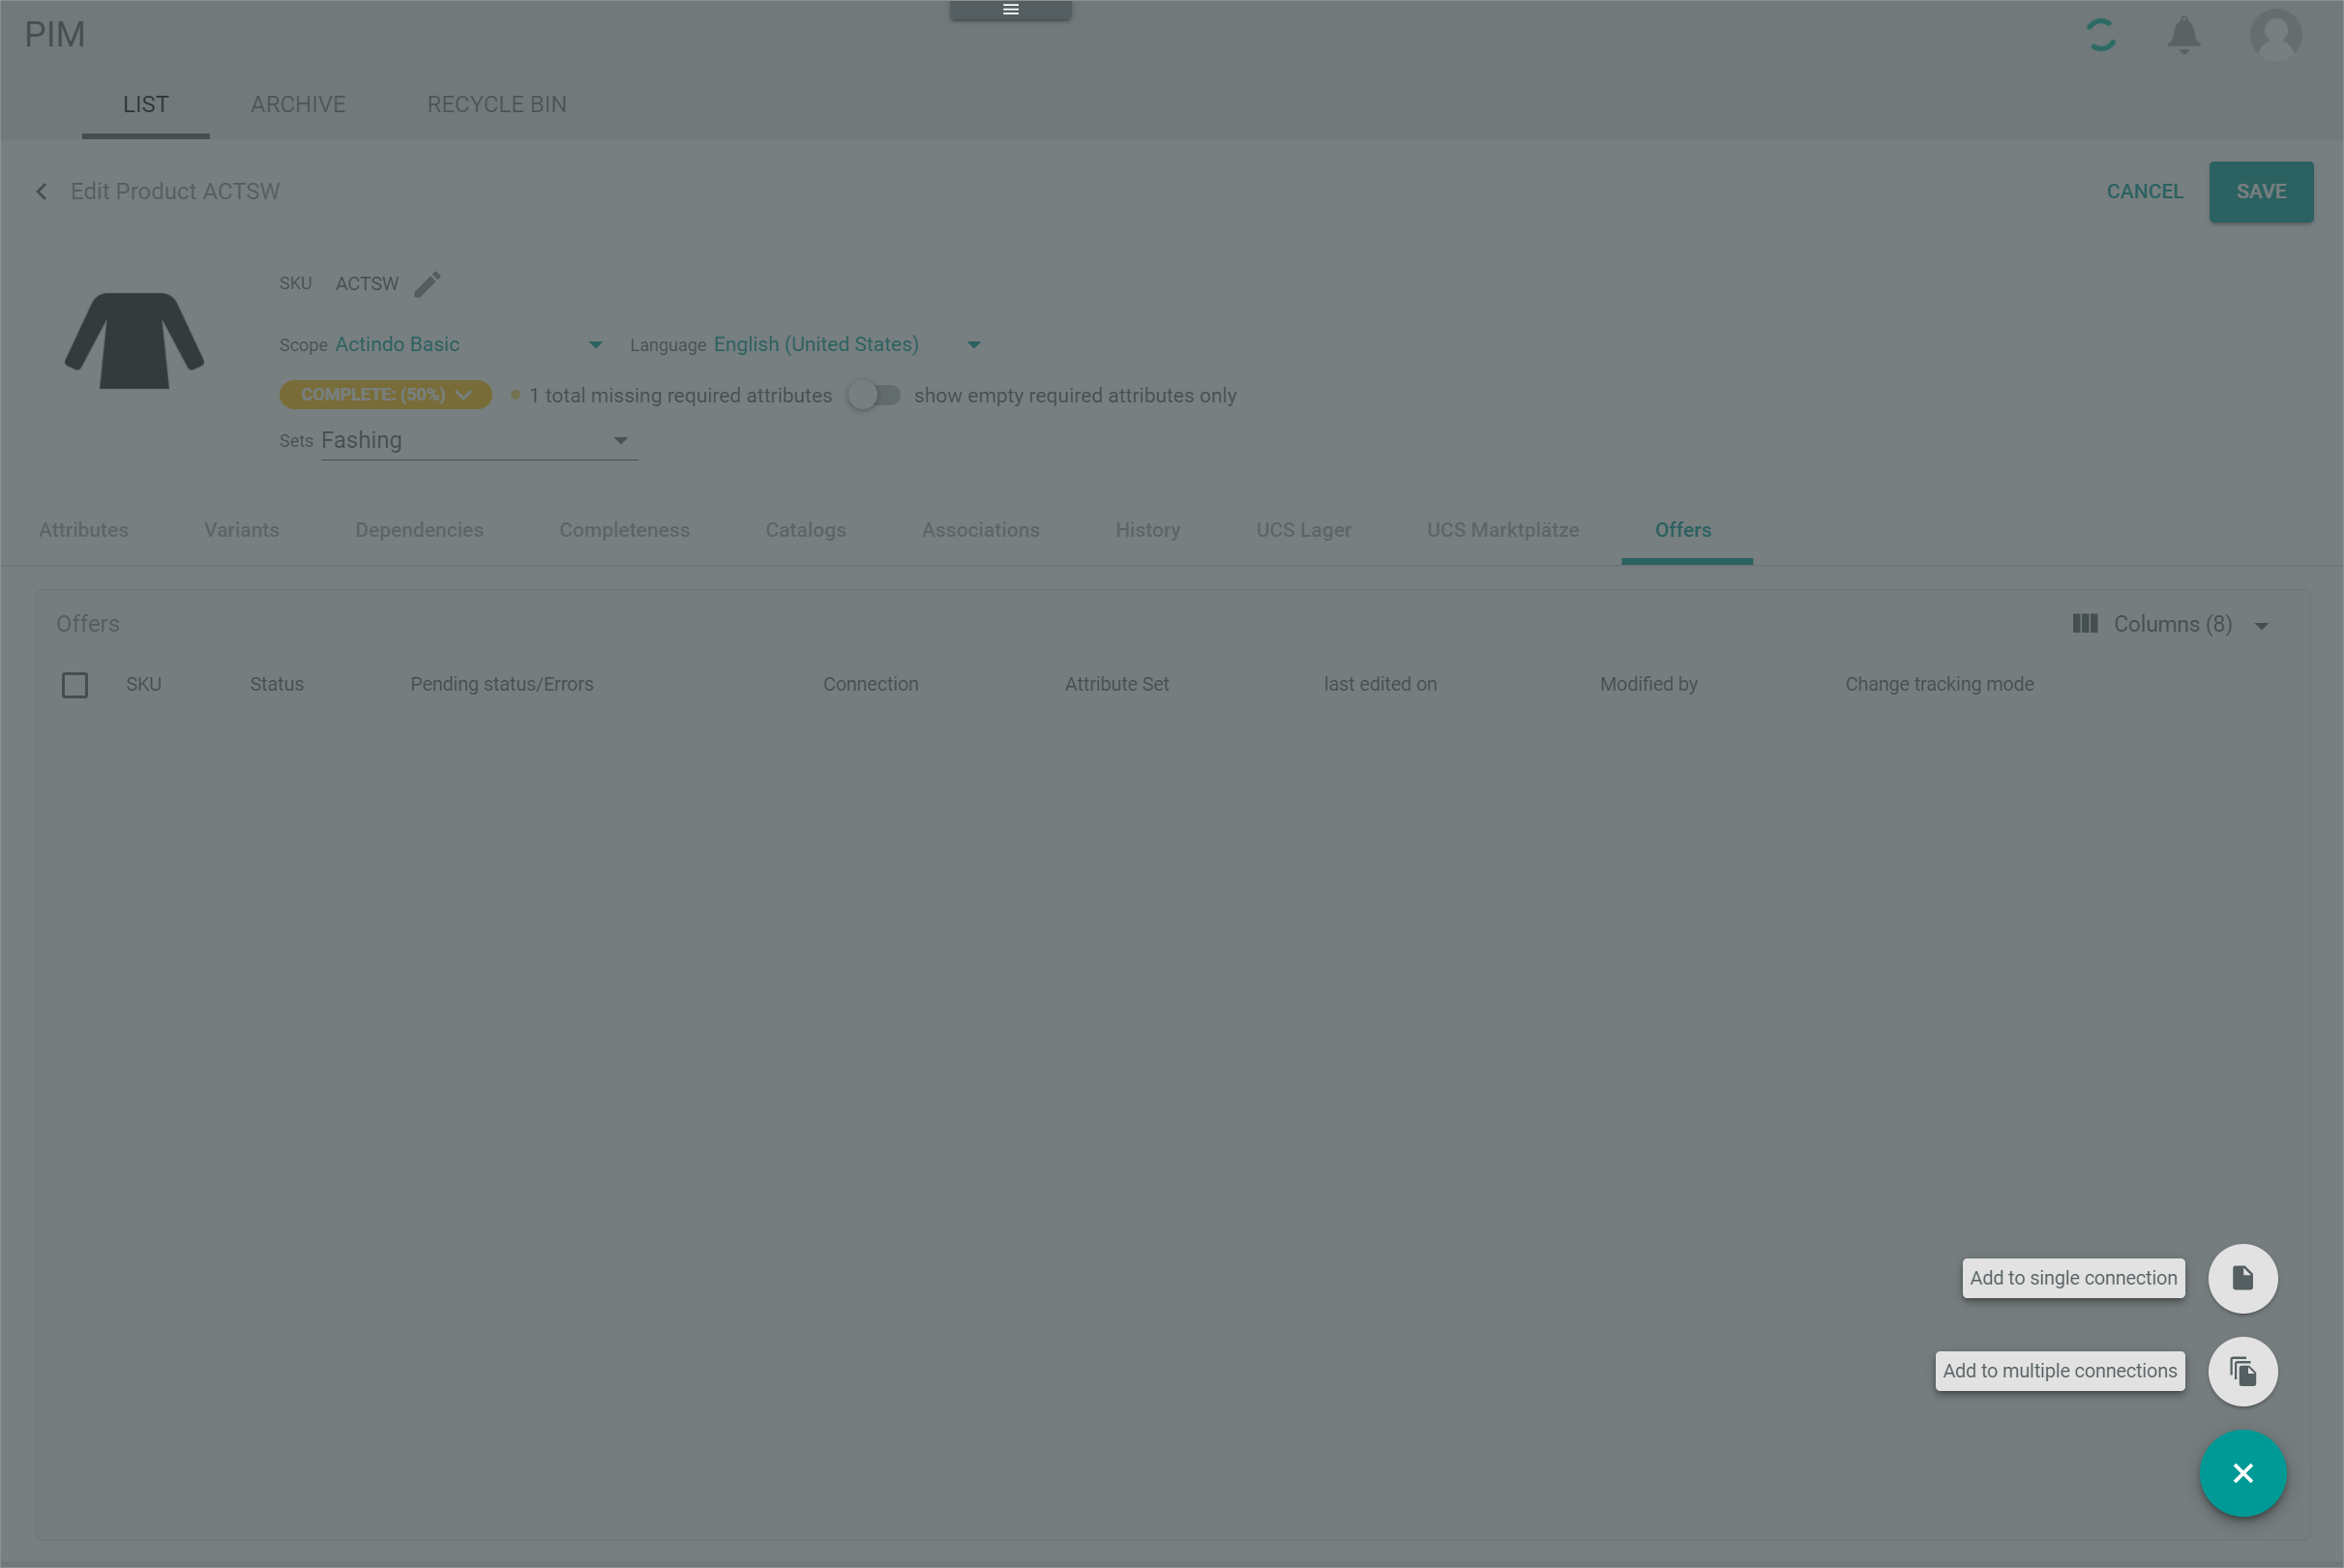 PIM
LIST ARCHIVE RECYCLE BIN
Edit Product ACTSW CANCEL SAVE
SKU ACTSW
Scope Actindo Basic Language English (United States)
COMPLETE: (50%) 1 total missing required attributes show empty required attributes only
Sets Fashing
Attributes Variants Dependencies Completeness Catalogs Associations History UCS Lager UCS Marktplätze Offers
Offers Columns (8)
SKU Status Pending status/Errors Connection Attribute Set last edited on Modified by Change tracking mode
Add to single connection
Add to multiple connections